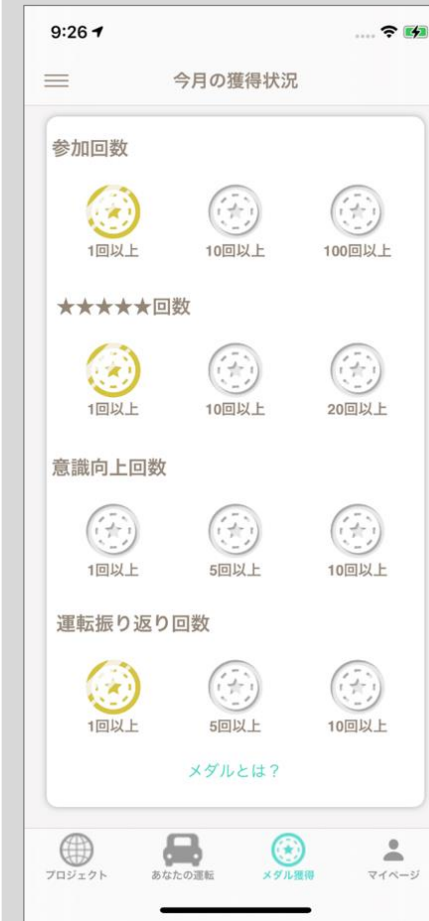 9:26
今月の獲得状況
参加回数
1回以上 10回以上 100回以上
★★★★★回数
1回以上 10回以上 20回以上
意識向上回数
1回以上 5回以上 10回以上
運転振り返り回数
1回以上 5回以上 10回以上
メダルとは？
プロジェクト あなたの運転 メダル獲得 マイページ